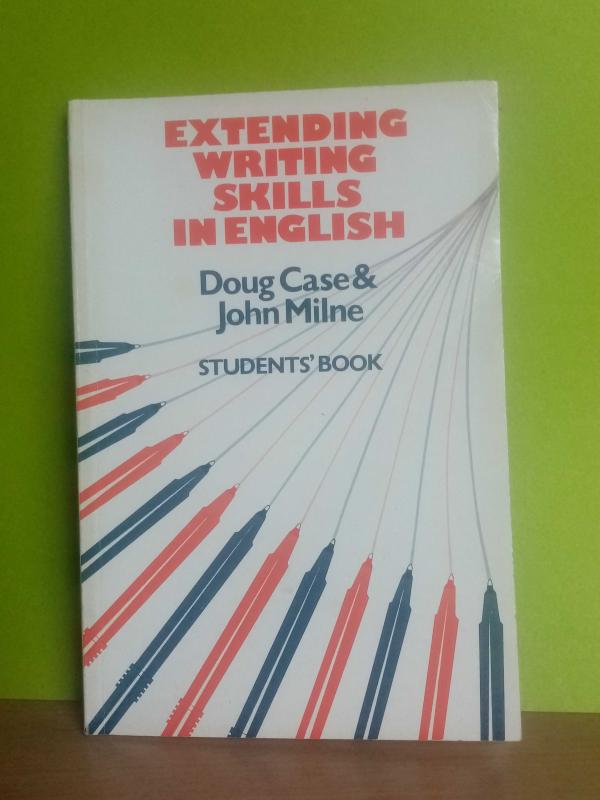 EXTENDING
WRITING
SKILLS
IN ENGLISH
Doug Case &
John Milne
STUDENTS' BOOK